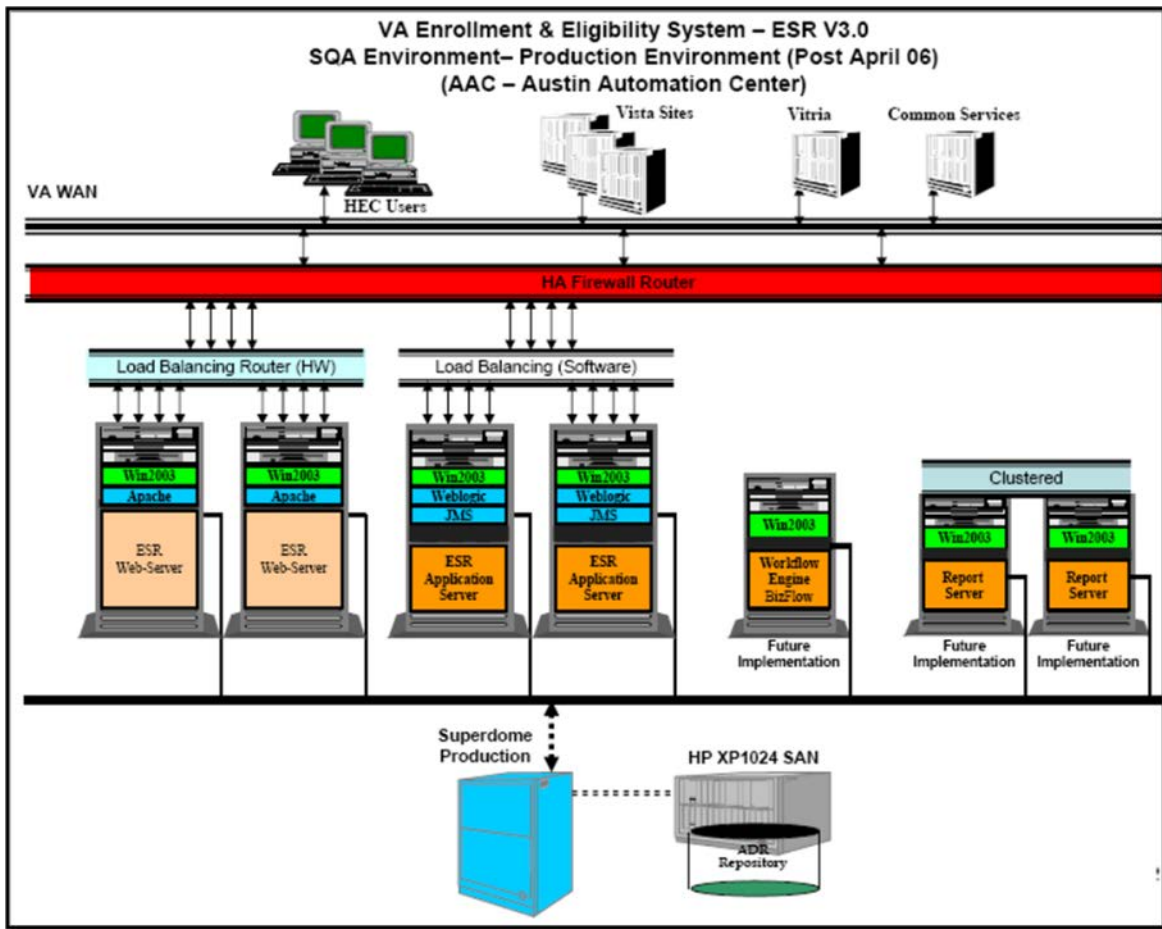 VA Enrollment & Eligibility System – ESR V3.0
SQA Environment– Production Environment (Post April 06)
(AAC – Austin Automation Center)
Vista Sites
Vitria
Common Services
VA WAN
HEC Users
HA Firewall Router
Load Balancing Router (HW)
Load Balancing (Software)
Win2003
Apache
ESR
Web-Server
Win2003
Apache
ESR
Web-Server
Win2003
Weblogic
JMS
ESR
Application
Server
Win2003
Weblogic
JMS
ESR
Application
Server
Win2003
Workflow
Engine
BizFlow
Future
Implementation
Clustered
Win2003
Report
Server
Future
Implementation
Win2003
Report
Server
Future
Implementation
Superdome
Production
HP XP1024 SAN
ADR
Repository